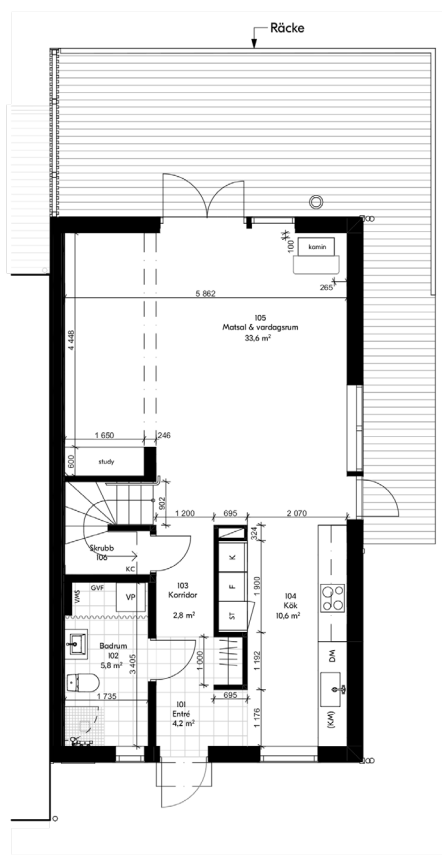 Räcke
kamin
100
265
5 862
105
Matsal & vardagsrum
33,6 m²
4 448
1 650
246
600
study
902
1 200
695
2 070
324
Skrubb
106
KC
K
103
Korridor
2,8 m²
F
1 900
104
Kök
10,6 m²
ST
VMS
GVF
VP
Badrum
102
5,8 m²
3 405
1 000
1 192
DM
1 735
101
Entré
4,2 m²
695
1 176
(KM)